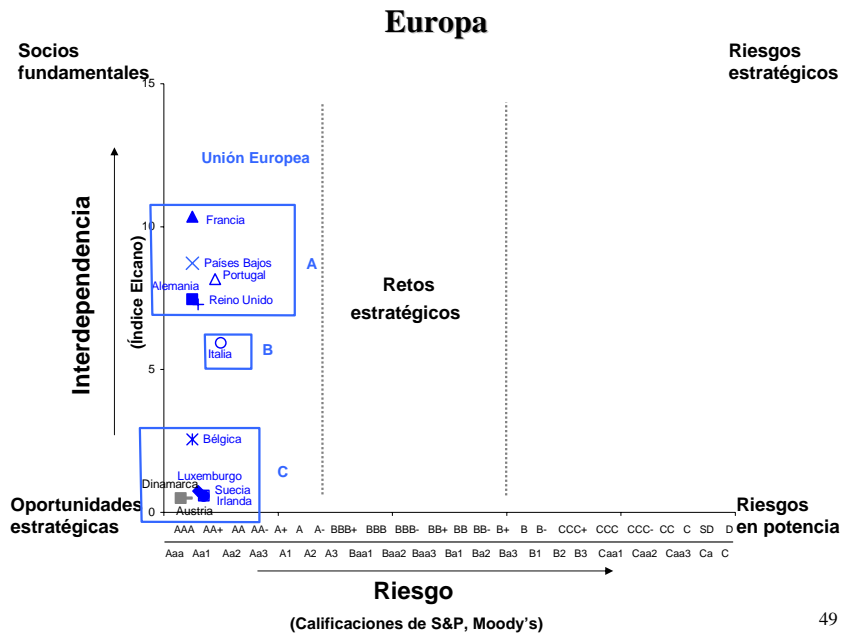 Europa
Socios
fundamentales
Riesgos
estratégicos
15
Unión Europea
Francia
10
Países Bajos
A
Portugal
Alemania
Reino Unido
Retos
estratégicos
Interdependencia
(Índice Elcano)
B
Italia
5
Bélgica
C
Luxemburgo
Dinamarca
Suecia
Irlanda
Austria
Oportunidades
estratégicas
0
Riesgos
en potencia
AAA AA+ AA AA- A+ A A- BBB+ BBB BBB- BB+ BB BB- B+ B B- CCC+ CCC CCC- CC C SD D
Aaa Aa1 Aa2 Aa3 A1 A2 A3 Baa1 Baa2 Baa3 Ba1 Ba2 Ba3 B1 B2 B3 Caa1 Caa2 Caa3 Ca C
Riesgo
(Calificaciones de S&P, Moody's)
49